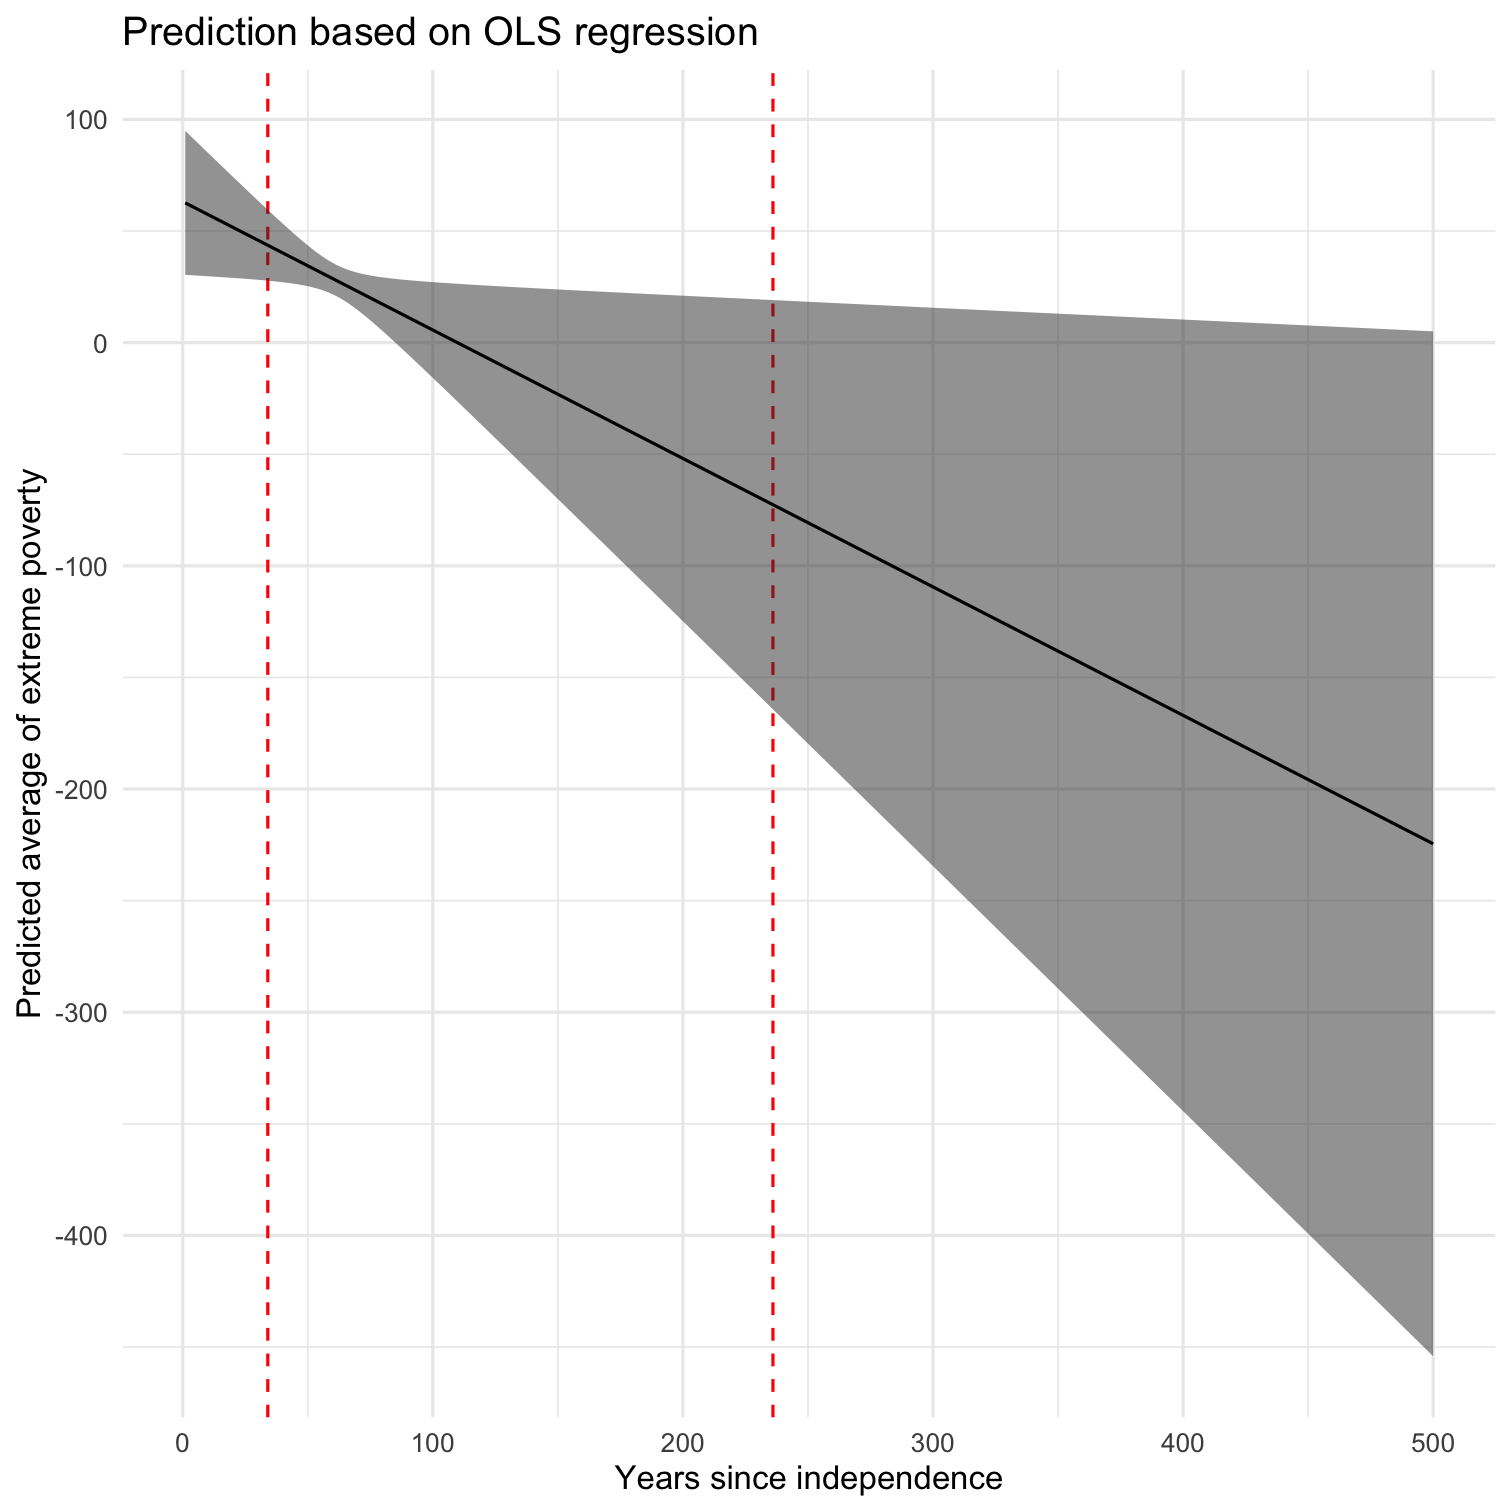 Prediction based on OLS regression
Predicted average of extreme poverty
100
0
-100
-200
-300
-400
0 100 200 300 400 500
Years since independence